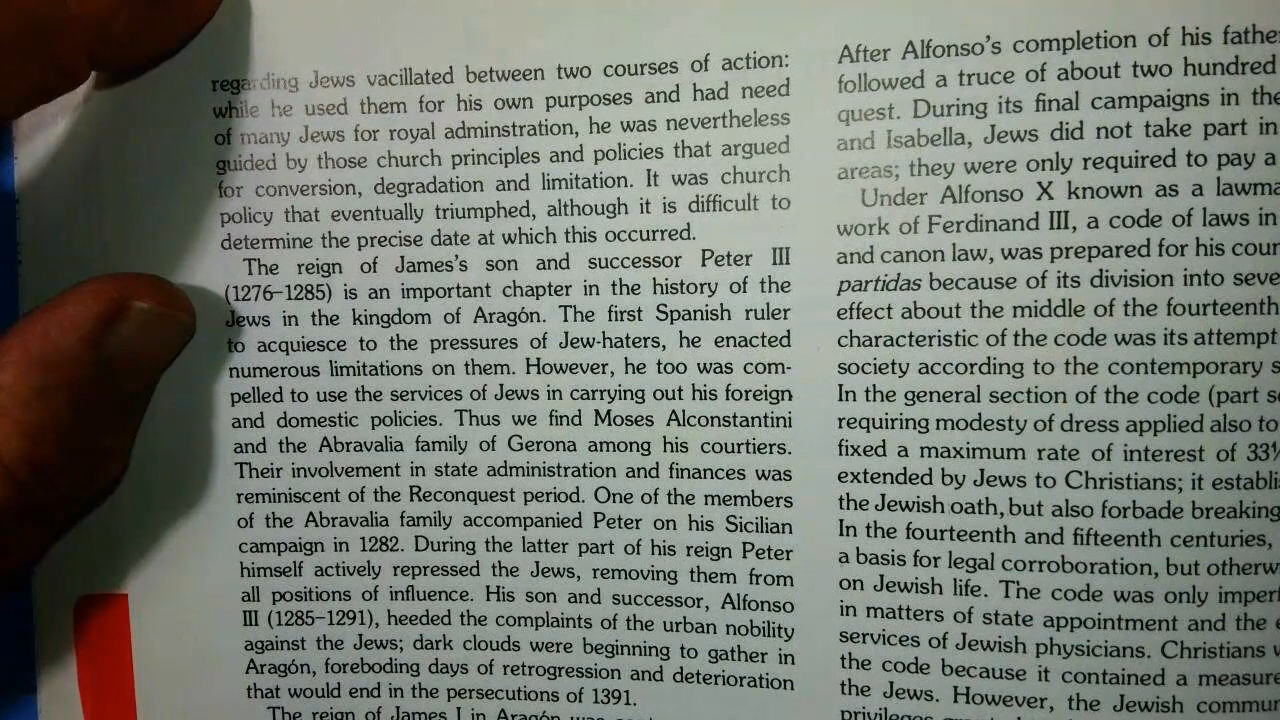 regarding Jews vacillated between two courses of action:
while he used them for his own purposes and had need
of many Jews for royal adminstration, he was nevertheless
guided by those church principles and policies that argued
for conversion, degradation and limitation. It was church
policy that eventually triumphed, although it is difficult to
determine the precise date at which this occurred.
The reign of James's son and successor Peter III
(1276–1285) is an important chapter in the history of the
Jews in the kingdom of Aragón. The first Spanish ruler
to acquiesce to the pressures of Jew-haters, he enacted
numerous limitations on them. However, he too was com-
pelled to use the services of Jews in carrying out his foreign
and domestic policies. Thus we find Moses Alconstantini
and the Abravalia family of Gerona among his courtiers.
Their involvement in state administration and finances was
reminiscent of the Reconquest period. One of the members
of the Abravalia family accompanied Peter on his Sicilian
campaign in 1282. During the latter part of his reign Peter
himself actively repressed the Jews, removing them from
all positions of influence. His son and successor, Alfonso
III (1285–1291), heeded the complaints of the urban nobility
against the Jews; dark clouds were beginning to gather in
Aragón, foreboding days of retrogression and deterioration
that would end in the persecutions of 1391.
The reign of James I in Aragón was
After Alfonso's completion of his
followed a truce of about two hundred
quest. During its final campaigns in
and Isabella, Jews did not take part in
areas; they were only required to pay a
Under Alfonso X known as a
work of Ferdinand III, a code of laws in
and canon law, was prepared for his
partidas because of its division into
effect about the middle of the fourteenth
characteristic of the code was its attempt
society according to the contemporary
In the general section of the code (part
requiring modesty of dress applied also to
fixed a maximum rate of interest of
extended by Jews to Christians; it
the Jewish oath, but also forbade breaking
In the fourteenth and fifteenth centuries,
a basis for legal corroboration, but
on Jewish life. The code was only
in matters of state appointment and the
services of Jewish physicians. Christians
the code because it contained a
the Jews. However, the Jewish
privileges